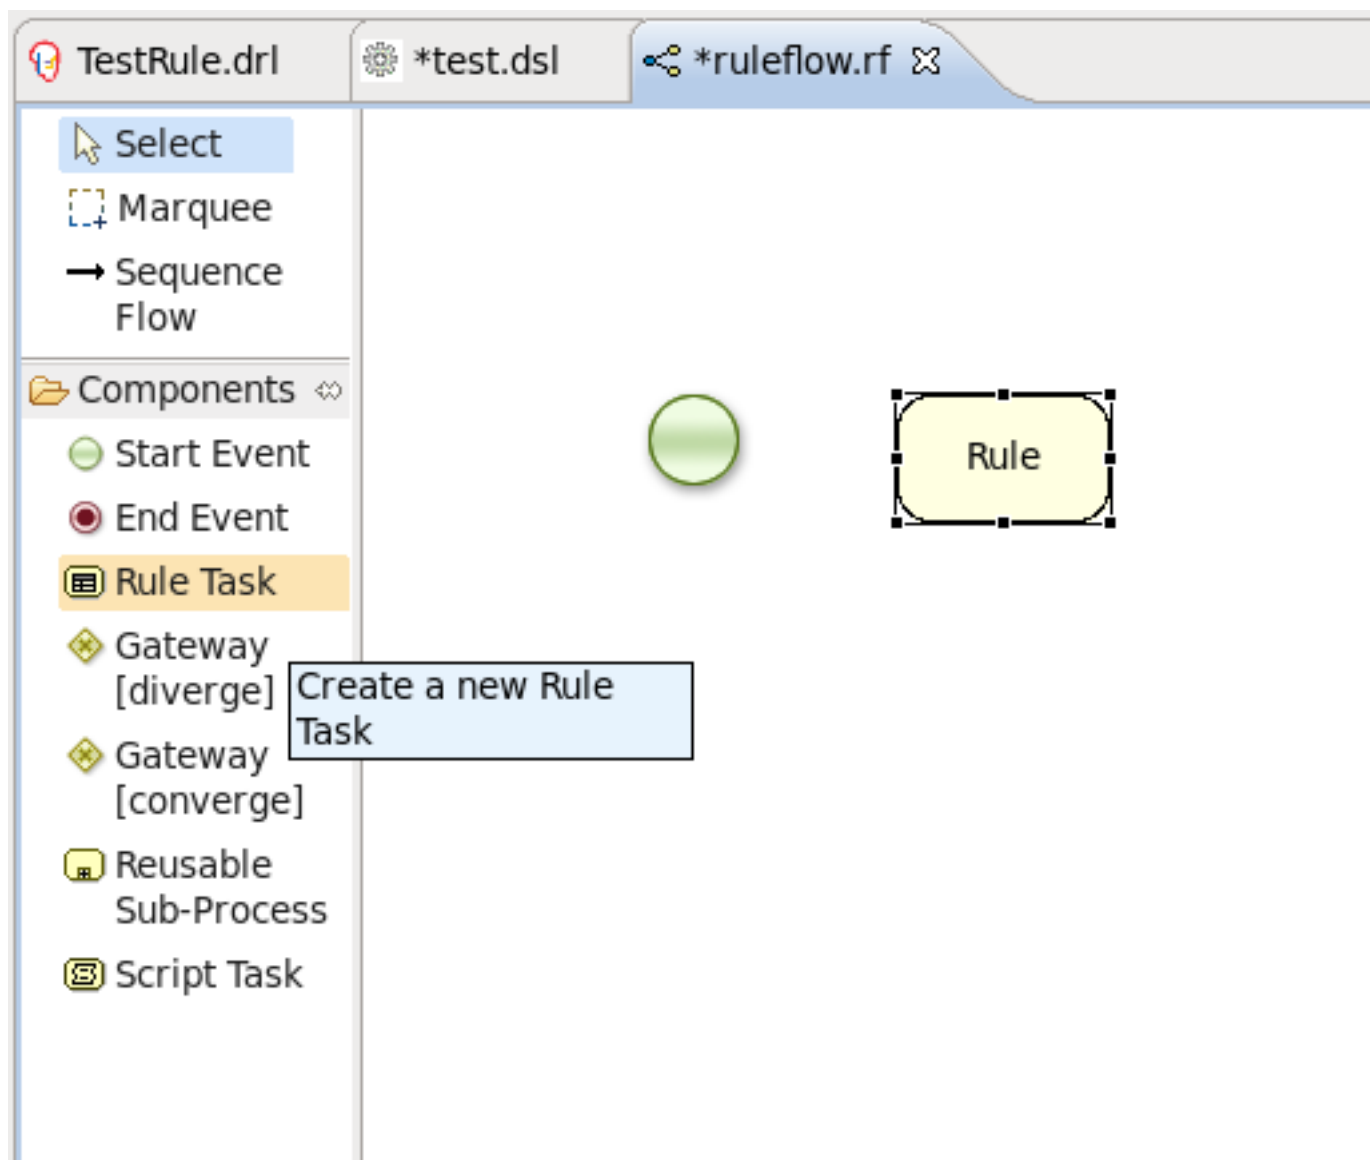 TestRule.drl
*test.dsl
*ruleflow.rf
Select
Marquee
Sequence
Flow
Components
Start Event
End Event
Rule Task
Gateway
[diverge]
Gateway
[converge]
Reusable
Sub-Process
Script Task
Create a new Rule
Task
Rule